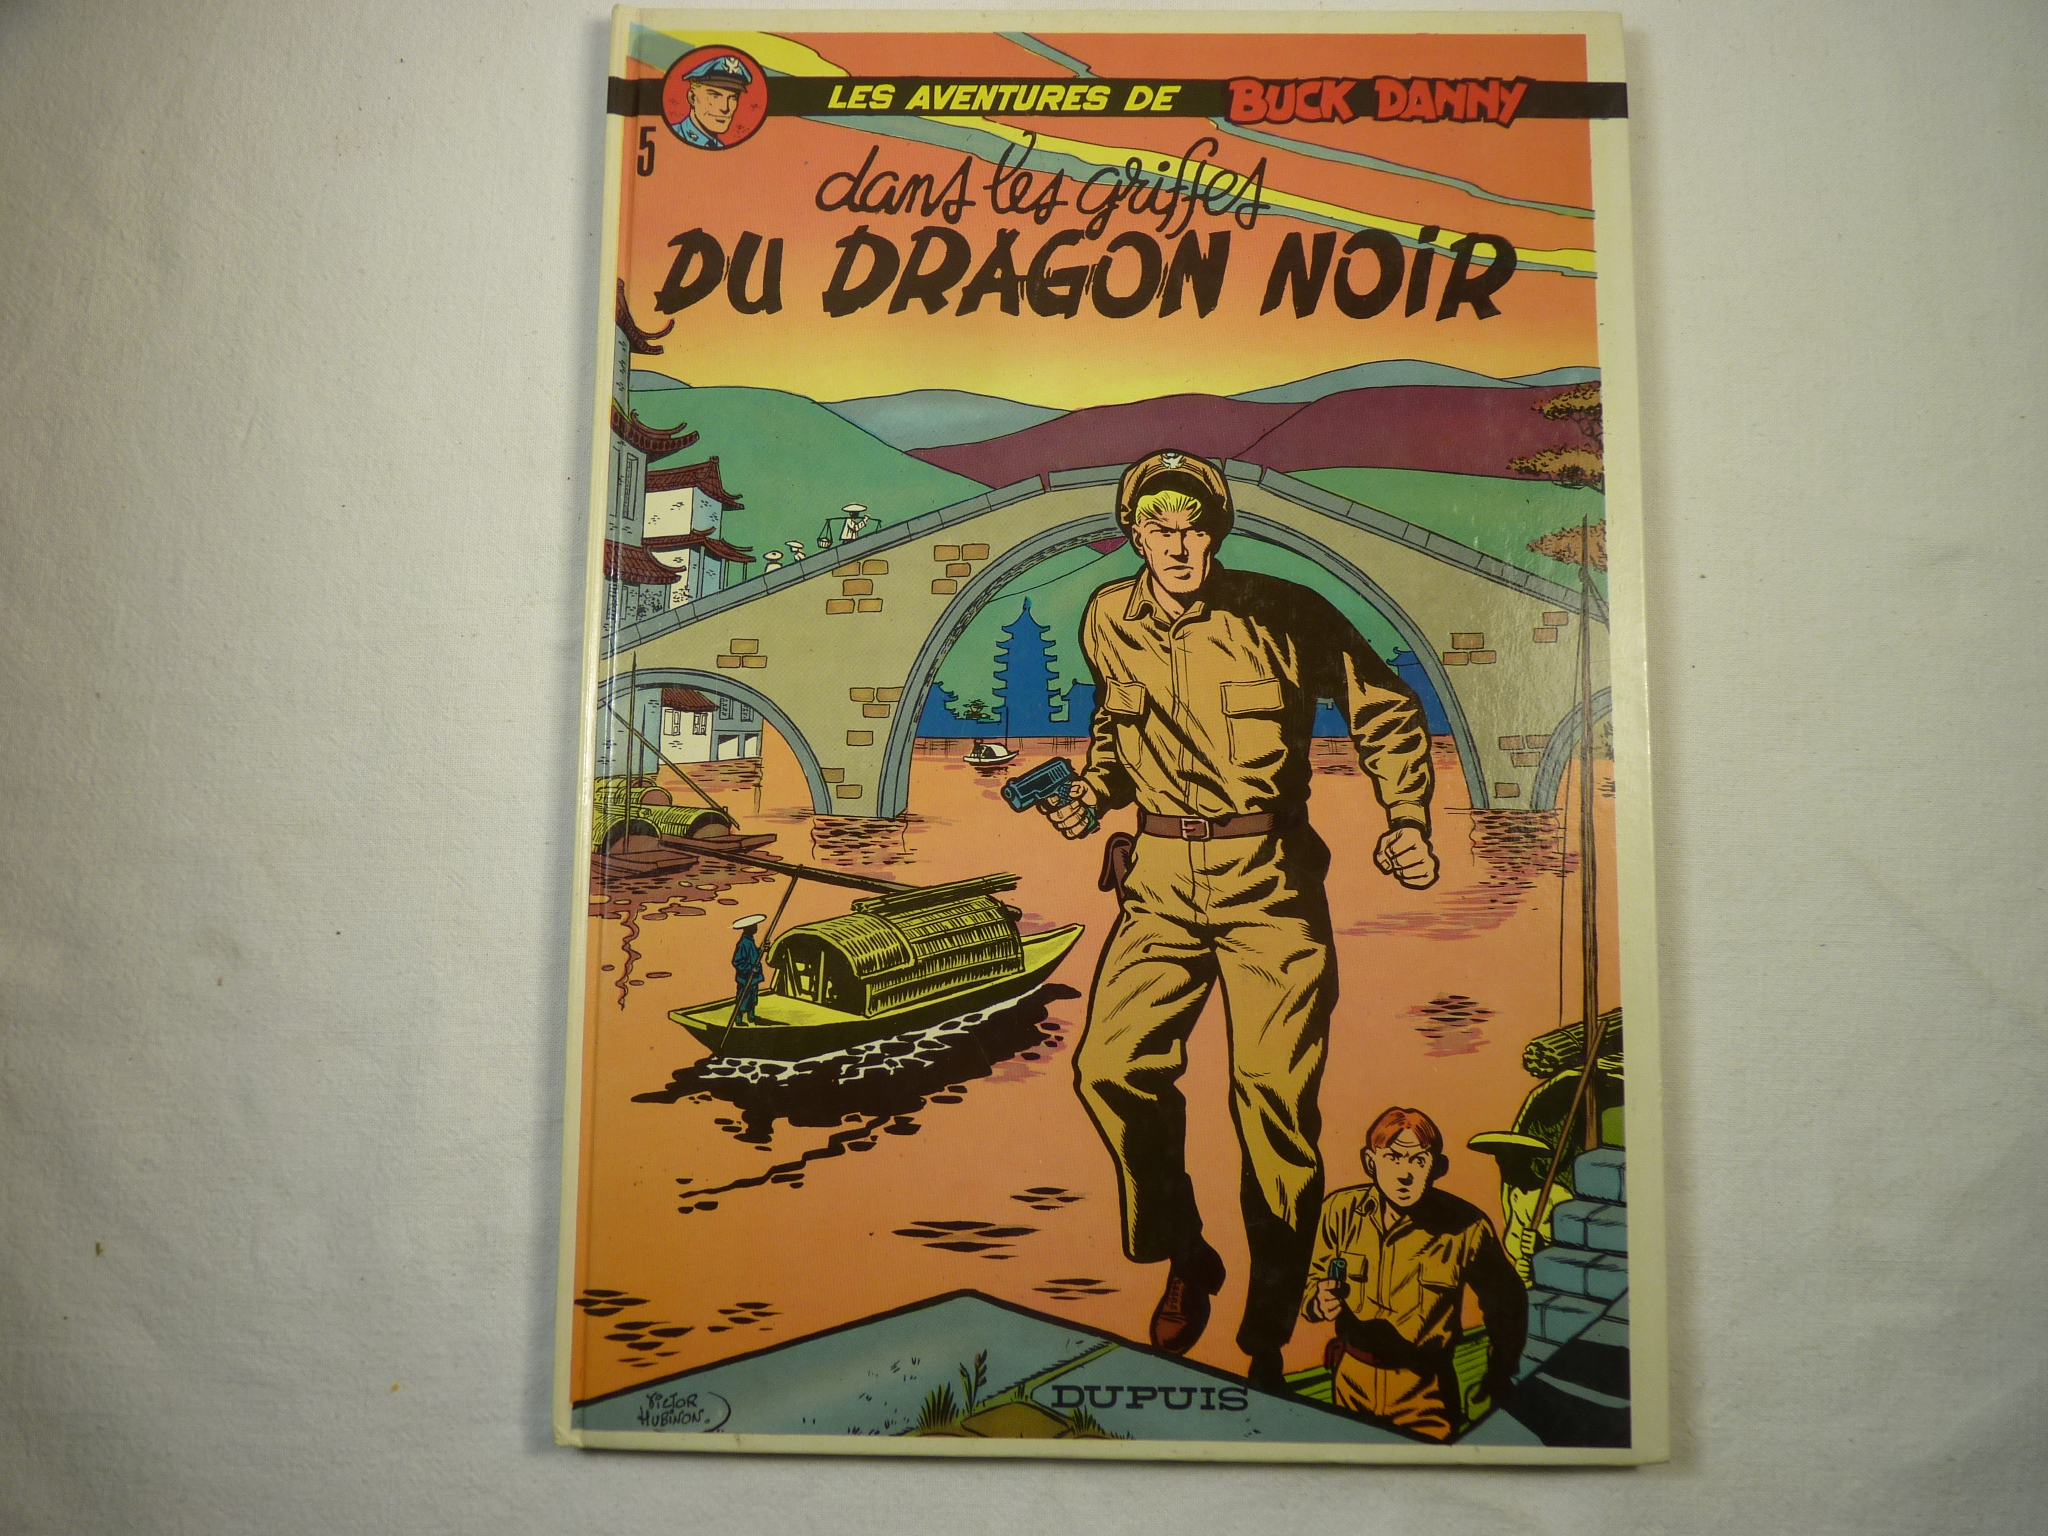 LES AVENTURES DE BUCK DANNY
5
dans les griffes
DU DRAGON NOIR
DUPUIS
VICTOR
HUBINON.